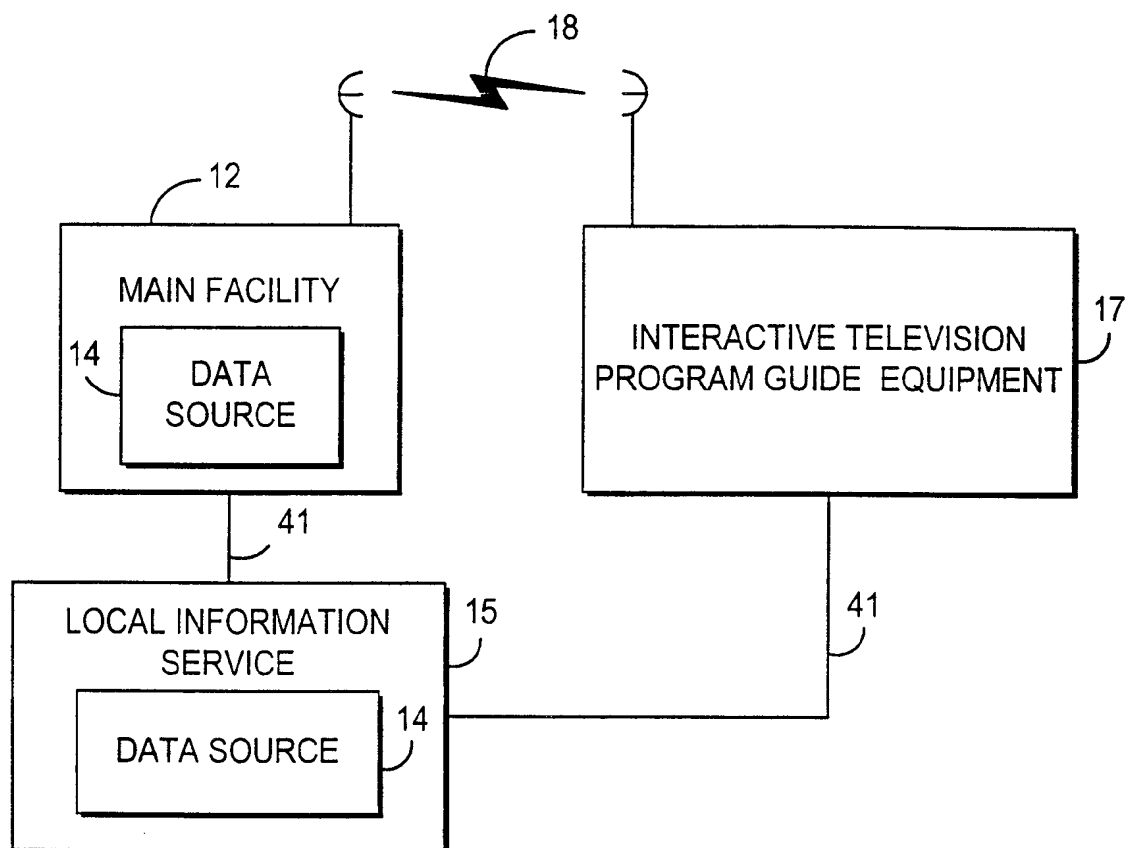 18
12
MAIN FACILITY
14
DATA
SOURCE
INTERACTIVE TELEVISION
PROGRAM GUIDE EQUIPMENT
17
41
LOCAL INFORMATION
SERVICE
15
41
14
DATA SOURCE